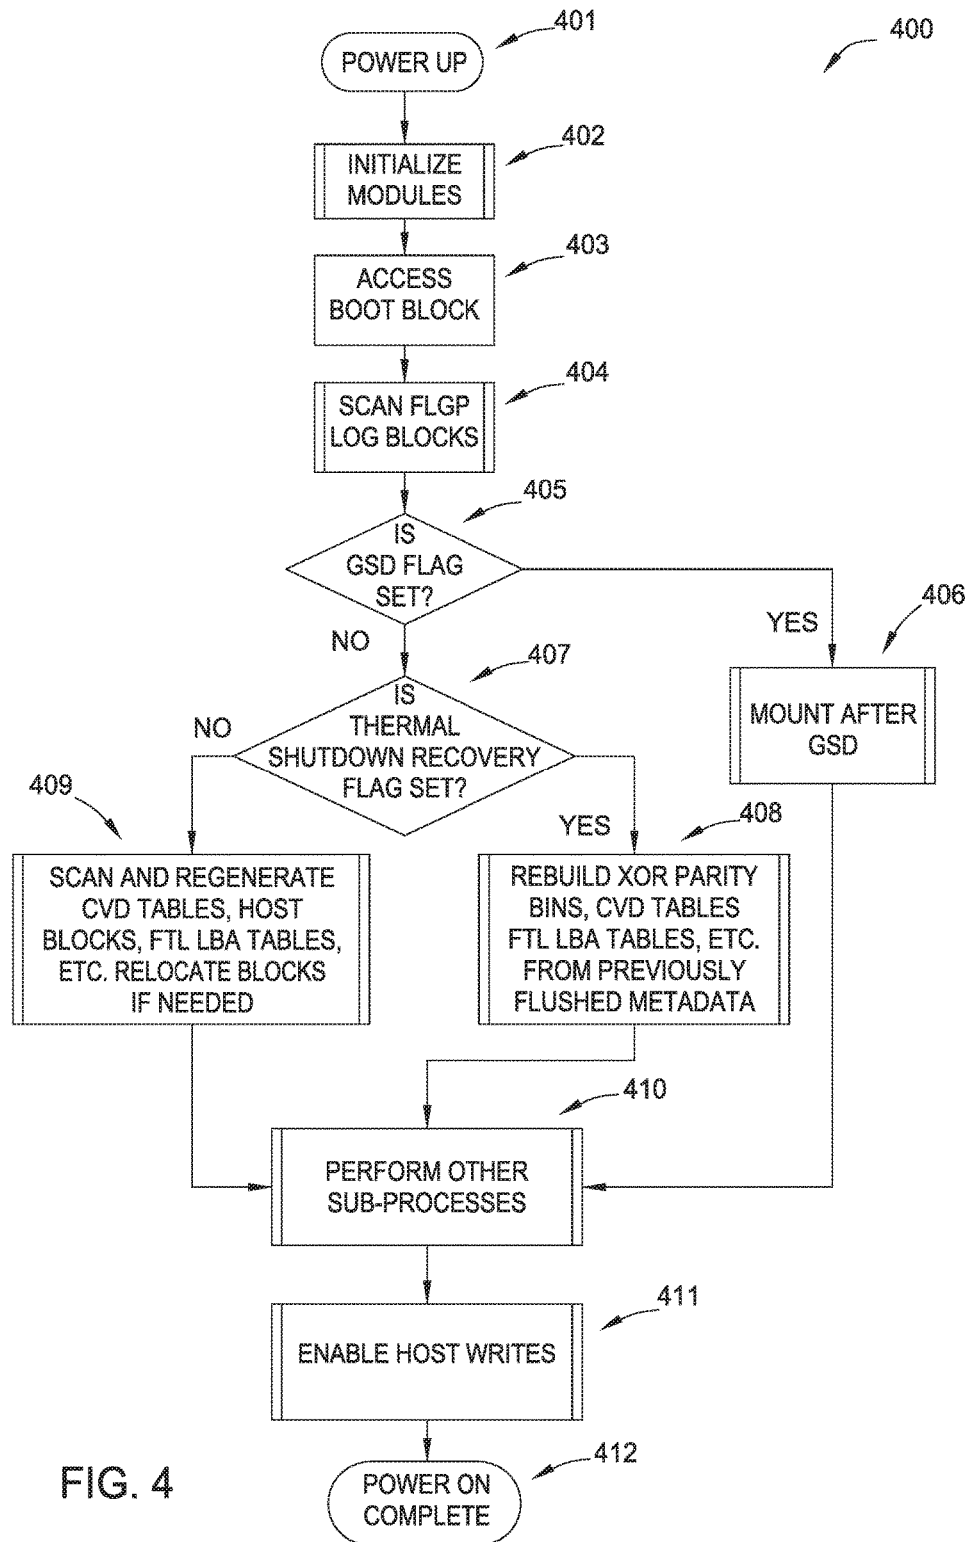 401
400
POWER UP
402
INITIALIZE
MODULES
403
ACCESS
BOOT BLOCK
404
SCAN FLGP
LOG BLOCKS
405
IS
GSD FLAG
SET?
YES
406
NO
407
MOUNT AFTER
GSD
IS
THERMAL
SHUTDOWN RECOVERY
FLAG SET?
NO
409
YES
408
SCAN AND REGENERATE
CVD TABLES, HOST
BLOCKS, FTL LBA TABLES,
ETC. RELOCATE BLOCKS
IF NEEDED
REBUILD XOR PARITY
BINS, CVD TABLES
FTL LBA TABLES, ETC.
FROM PREVIOUSLY
FLUSHED METADATA
410
PERFORM OTHER
SUB-PROCESSES
411
ENABLE HOST WRITES
412
POWER ON
COMPLETE
FIG. 4